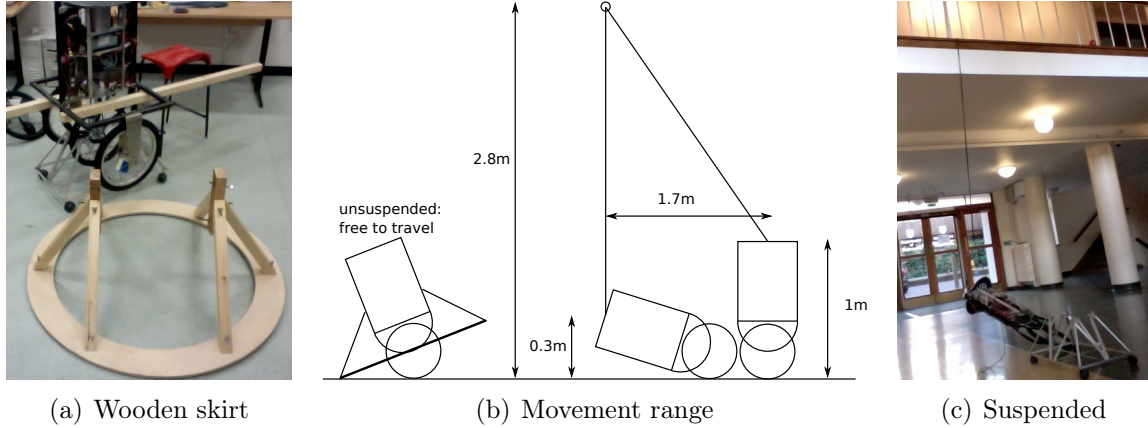 unsuspended:
free to travel
2.8m
1.7m
0.3m
1m
(a) Wooden skirt
(b) Movement range
(c) Suspended